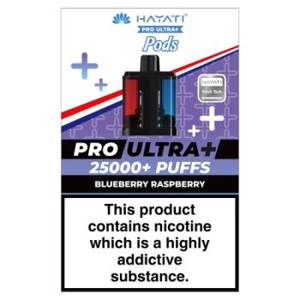 HAYATI
PRO ULTRA+
Pods
PRO ULTRA+
25000+ PUFFS
BLUEBERRY RASPBERRY
This product
contains nicotine
which is a highly
addictive
substance.